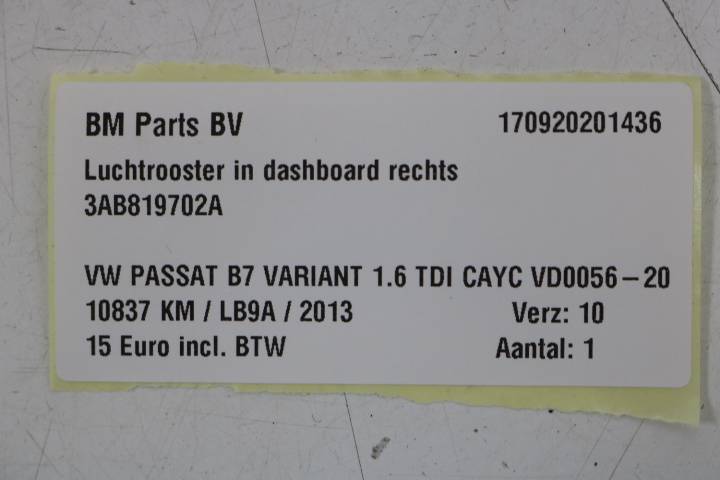 BM Parts BV 170920201436
Luchtrooster in dashboard rechts
3AB819702A
VW PASSAT B7 VARIANT 1.6 TDI CAYC VD0056-20
10837 KM / LB9A / 2013 Verz: 10
15 Euro incl. BTW Aantal: 1